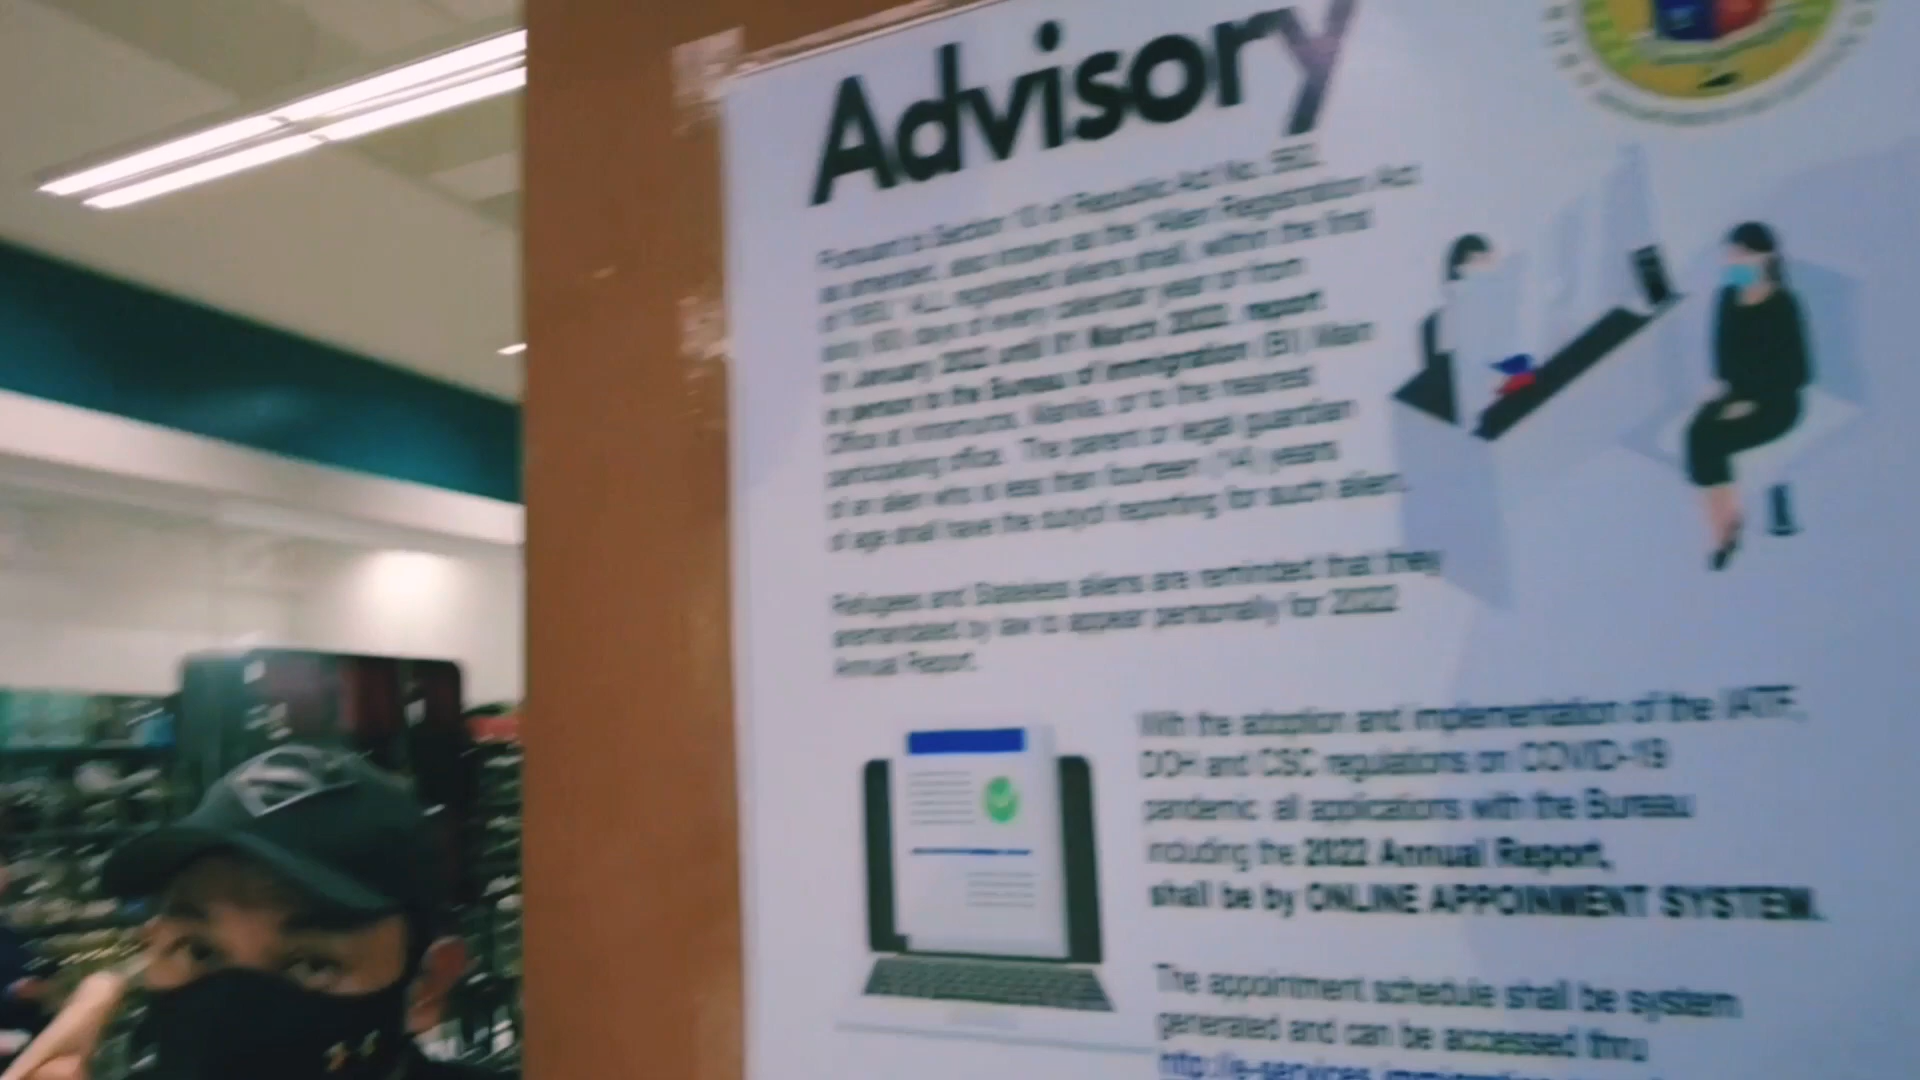 Advisory
Pursuant to Section 10 of Republic Act No. 562,
as amended, also known as the "Alien Registration Act
of 1950," ALL registered aliens shall, within the first
sixty (60) days of every calendar year or from
01 January 2022 until 01 March 2022, report
in person to the Bureau of Immigration (BI) Main
Office at Intramuros, Manila, or to the nearest
participating office. The parent or legal guardian
of an alien who is less than fourteen (14) years
of age shall have the duty of reporting for such alien.
Refugees and Stateless aliens are reminded that they
are mandated by law to appear personally for 2022
Annual Report.
With the adoption and implementation of the IATF,
DOH and CSC regulations on COVID-19
pandemic all applications with the Bureau
including the 2022 Annual Report,
shall be by ONLINE APPOINMENT SYSTEM.
The appointment schedule shall be system
generated and can be accessed thru
http://e-services.immigration